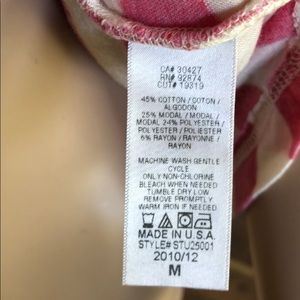 CA# 30427
RN# 92874
CUT# 19319
45% COTTON / COTON /
ALGODON
25% MODAL / MODAL /
MODAL 24% POLYESTER /
POLYESTER / POLIESTER
6% RAYON / RAYONNE /
RAYON
MACHINE WASH GENTLE
CYCLE
ONLY NON-CHLORINE
BLEACH WHEN NEEDED
TUMBLE DRY LOW
REMOVE PROMPTLY
WARM IRON IF NEEDED
MADE IN U.S.A
STYLE# STU25001
2010/12
M